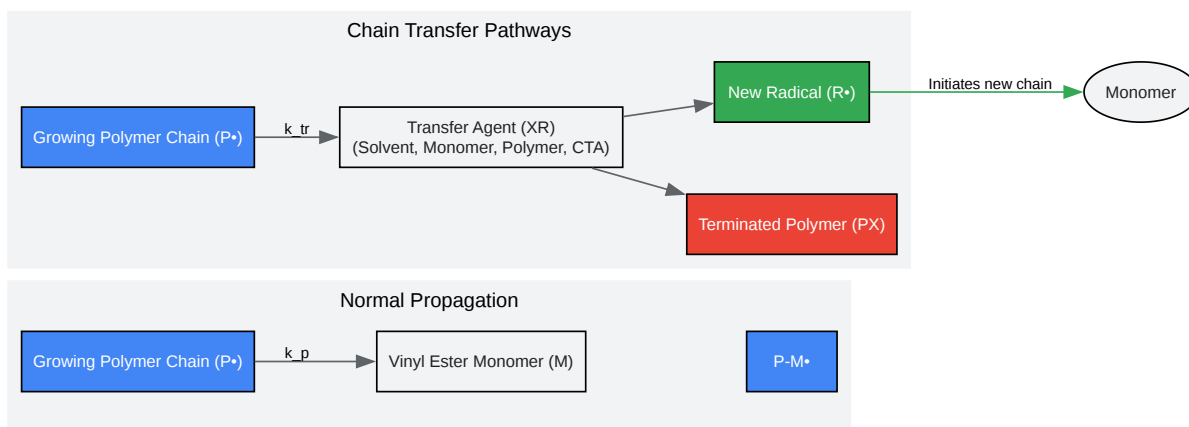 Chain Transfer Pathways
New Radical (R•)
Initiates new chain
Monomer
Growing Polymer Chain (P•)
k_tr
Transfer Agent (XR)
(Solvent, Monomer, Polymer, CTA)
Terminated Polymer (PX)
Normal Propagation
Growing Polymer Chain (P•)
k_p
Vinyl Ester Monomer (M)
P-M•